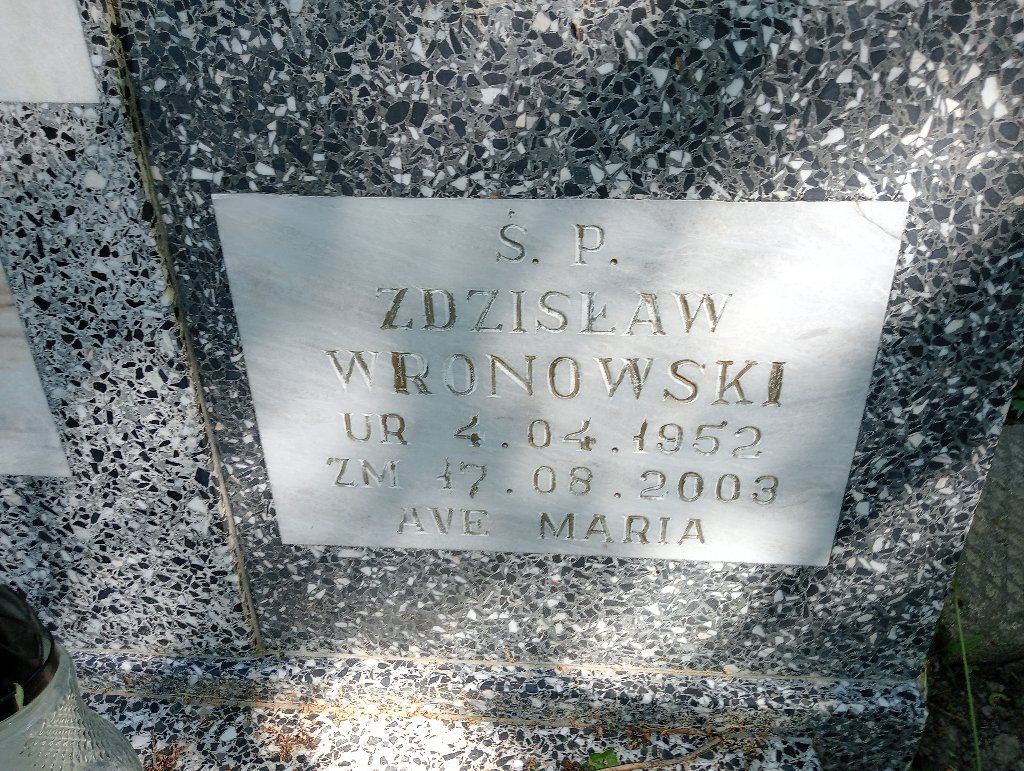 Ś. P.
ZDZISŁAW
WRONOWSKI
UR 4.04.1952
ZM 17.08.2003
AVE MARIA